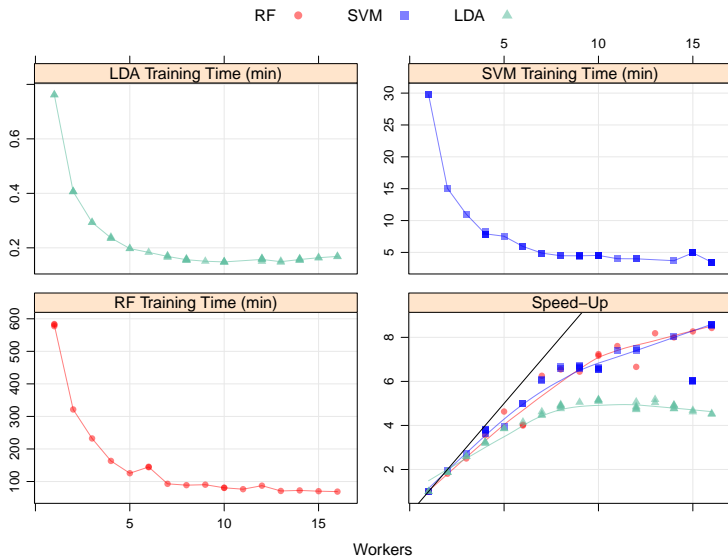 RF SVM LDA
5 10 15
LDA Training Time (min)
SVM Training Time (min)
0.2 0.4 0.6
5 10 15 20 25 30
RF Training Time (min)
Speed−Up
100 200 300 400 500 600
2 4 6 8
5 10 15
Workers